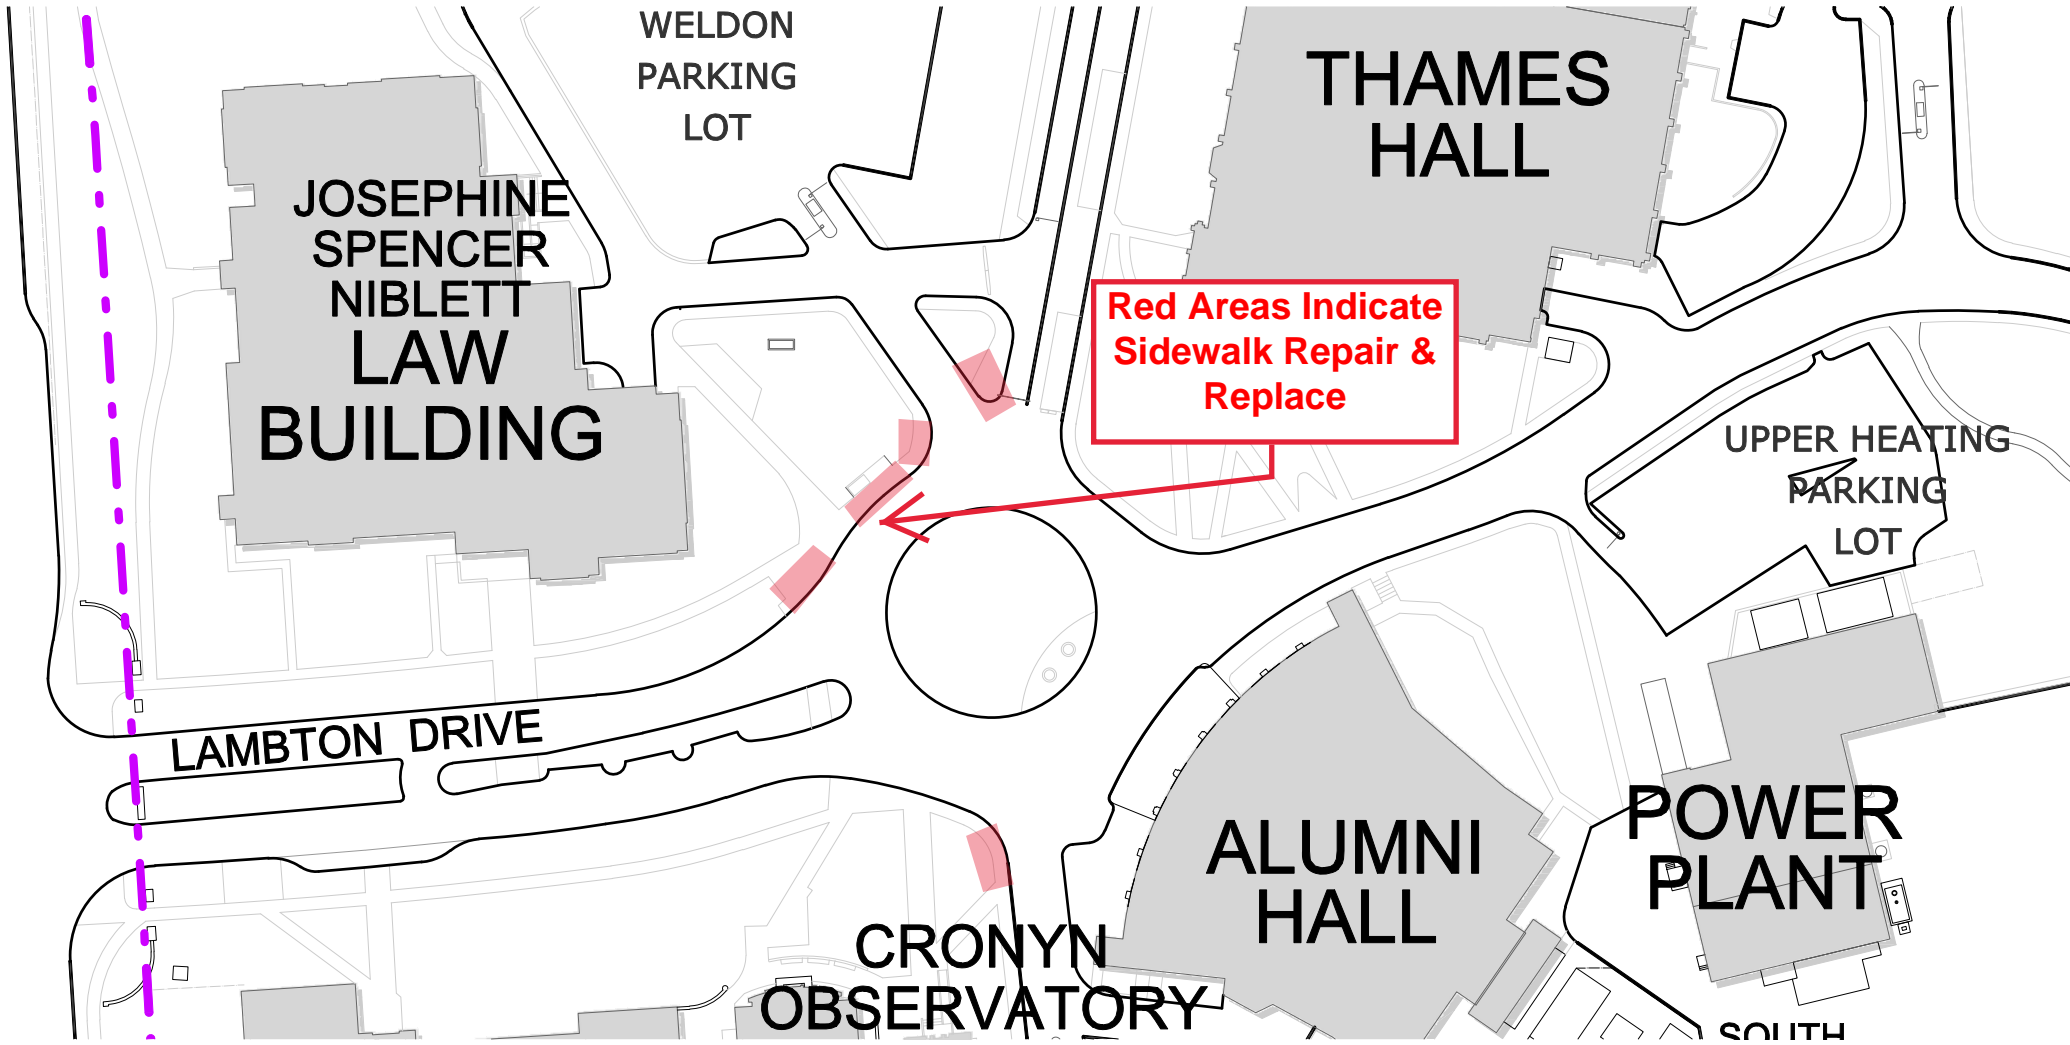 WELDON
PARKING
LOT
THAMES
HALL
JOSEPHINE
SPENCER
NIBLETT
LAW
BUILDING
Red Areas Indicate
Sidewalk Repair &
Replace
UPPER HEATING
PARKING
LOT
LAMBTON DRIVE
ALUMNI
HALL
POWER
PLANT
CRONYN
OBSERVATORY
SOUTH